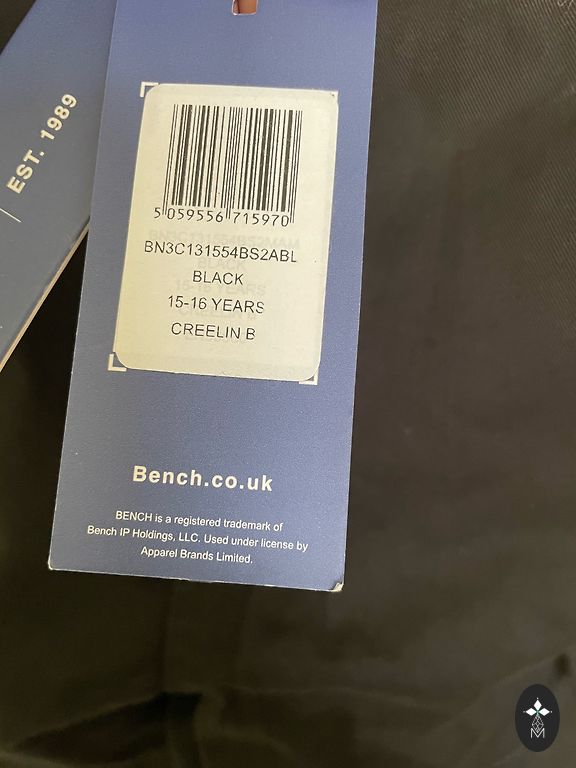 EST. 1989
5 059556 715970
BN3C131554BS2ABL
BLACK
15-16 YEARS
CREELIN B
Bench.co.uk
BENCH is a registered trademark of
Bench IP Holdings, LLC. Used under license by
Apparel Brands Limited.
M